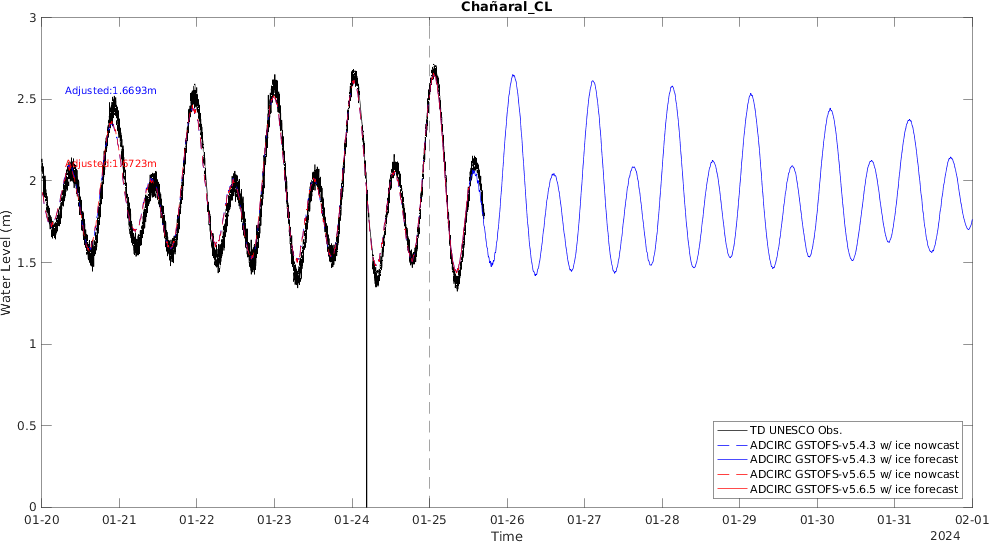 Chañaral_CL
3
2.5
2
1.5
1
0.5
0
Water Level (m)
Adjusted:1.6693m
Adjusted:1.6723m
TD UNESCO Obs.
ADCIRC GSTOFS-v5.4.3 w/ ice nowcast
ADCIRC GSTOFS-v5.4.3 w/ ice forecast
ADCIRC GSTOFS-v5.6.5 w/ ice nowcast
ADCIRC GSTOFS-v5.6.5 w/ ice forecast
01-20 01-21 01-22 01-23 01-24 01-25 01-26 01-27 01-28 01-29 01-30 01-31 02-01
Time
2024